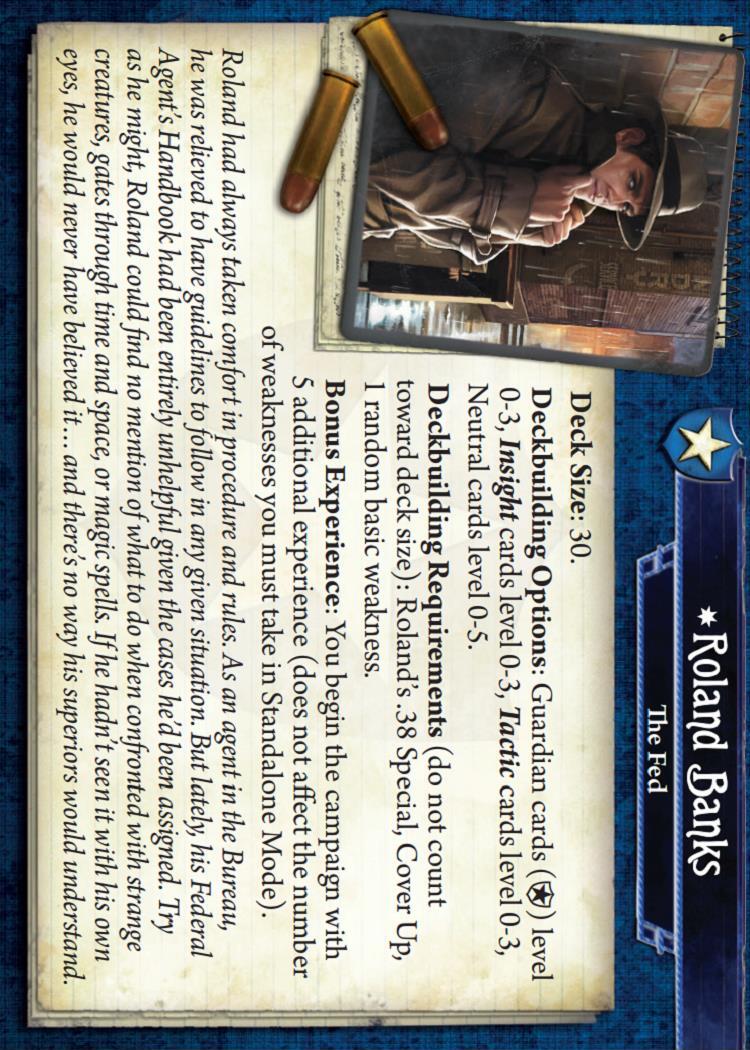 Roland Banks
The Fed
Deck Size: 30.
Deckbuilding Options: Guardian cards ( ) level
0-3, Insight cards level 0-3, Tactic cards level 0-3,
Neutral cards level 0-5.
Deckbuilding Requirements (do not count
toward deck size): Roland’s .38 Special, Cover Up,
1 random basic weakness.
Bonus Experience: You begin the campaign with
5 additional experience (does not affect the number
of weaknesses you must take in Standalone Mode).
Roland had always taken comfort in procedure and rules. As an agent in the Bureau,
he was relieved to have guidelines to follow in any given situation. But lately, his Federal
Agent’s Handbook had been entirely unhelpful given the cases he’d been assigned. Try
as he might, Roland could find no mention of what to do when confronted with strange
creatures, gates through time and space, or magic spells. If he hadn’t seen it with his own
eyes, he would never have believed it… and there’s no way his superiors would understand.
SERVICE